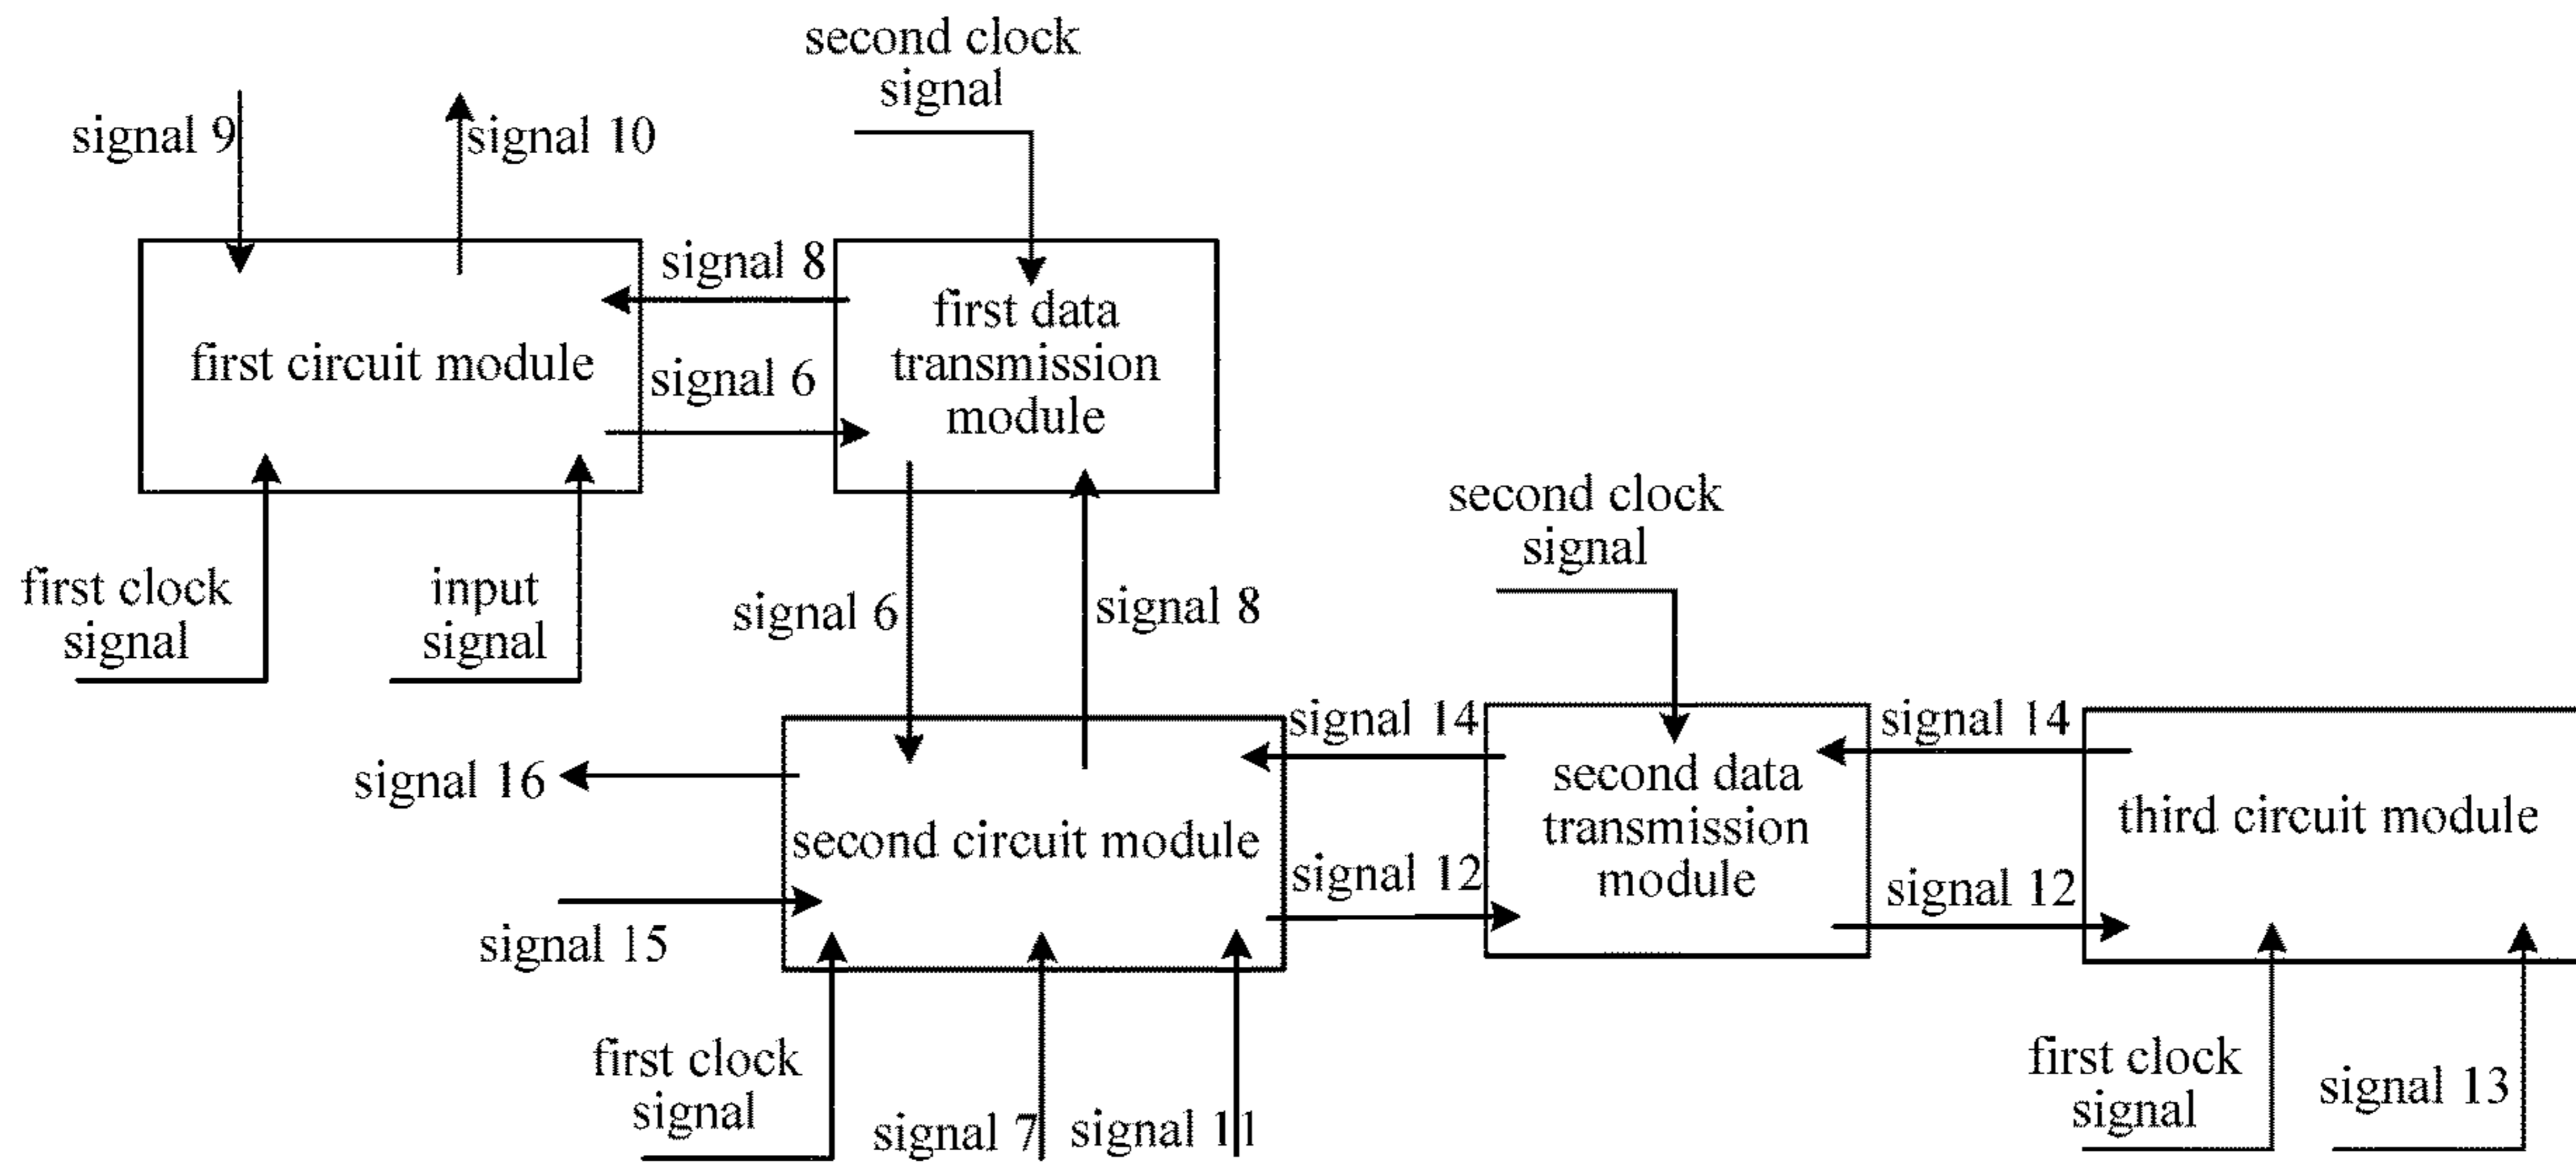 second clock
signal
signal 9
signal 10
signal 8
first data
transmission
module
first circuit module
signal 6
second clock
signal
first clock
signal
input
signal
signal 6
signal 8
signal 14
signal 14
signal 16
second data
transmission
module
third circuit module
second circuit module
signal 12
signal 12
signal 15
first clock
signal
signal 7
signal 11
first clock
signal
signal 13